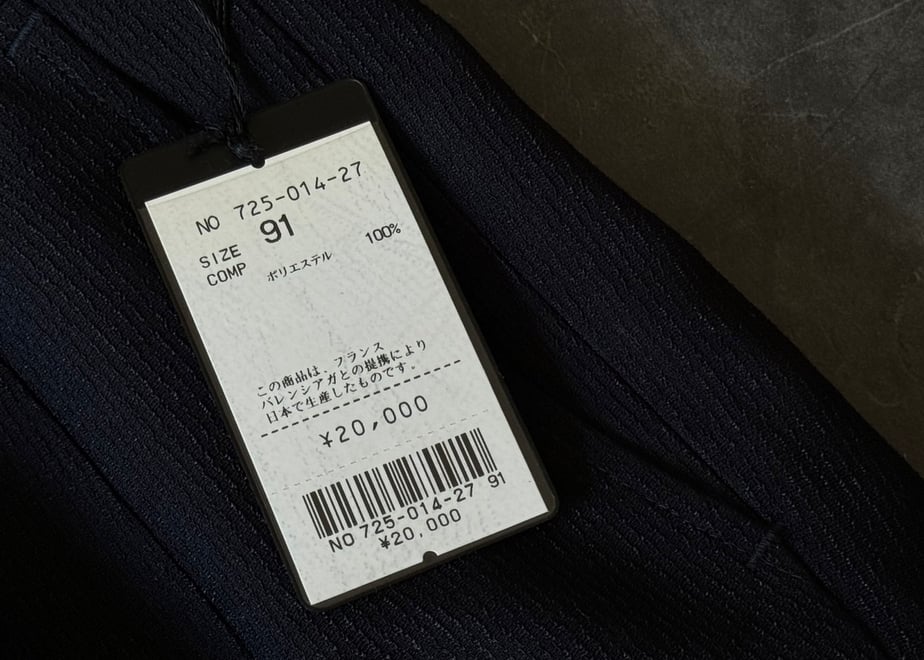 NO 725-014-27
SIZE 91
COMP ポリエステル 100%
この商品は、フランス
バレンシアガとの提携により
日本で生産したものです。
¥20,000
NO 725-014-27 91
¥20,000